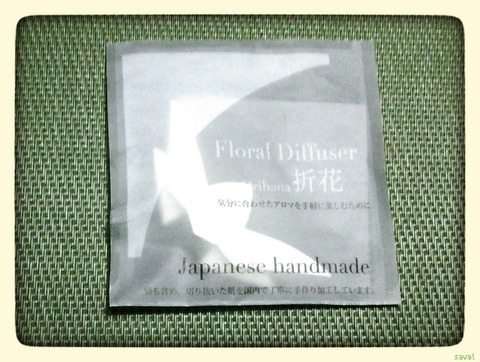 Floral Diffuser
折花
気分に合わせたアロマを手軽に楽しむために
Japanese handmade
切り抜いた紙を国内で丁寧に手作り加工しています。
sava!